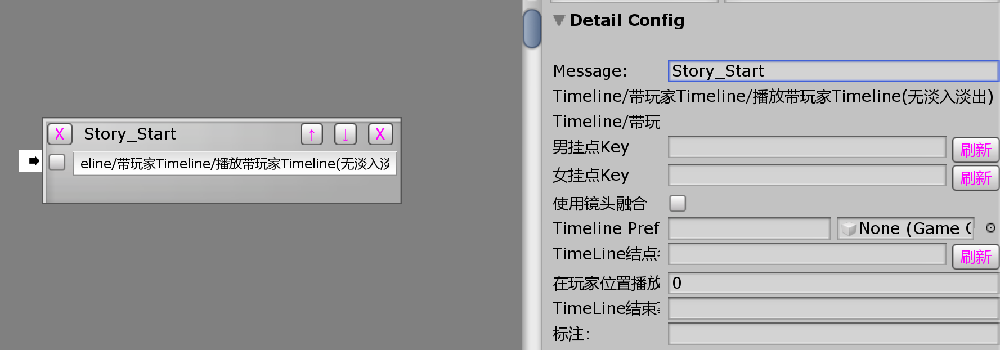 X Story_Start ↑ ↓ X
eline/带玩家Timeline/播放带玩家Timeline(无淡入淡
Detail Config
Message: Story_Start
Timeline/带玩家Timeline/播放带玩家Timeline(无淡入淡出)
Timeline/带玩
男挂点Key 刷新
女挂点Key 刷新
使用镜头融合
Timeline Pref None (Game
TimeLine结点 刷新
在玩家位置播放 0
TimeLine结束
标注: